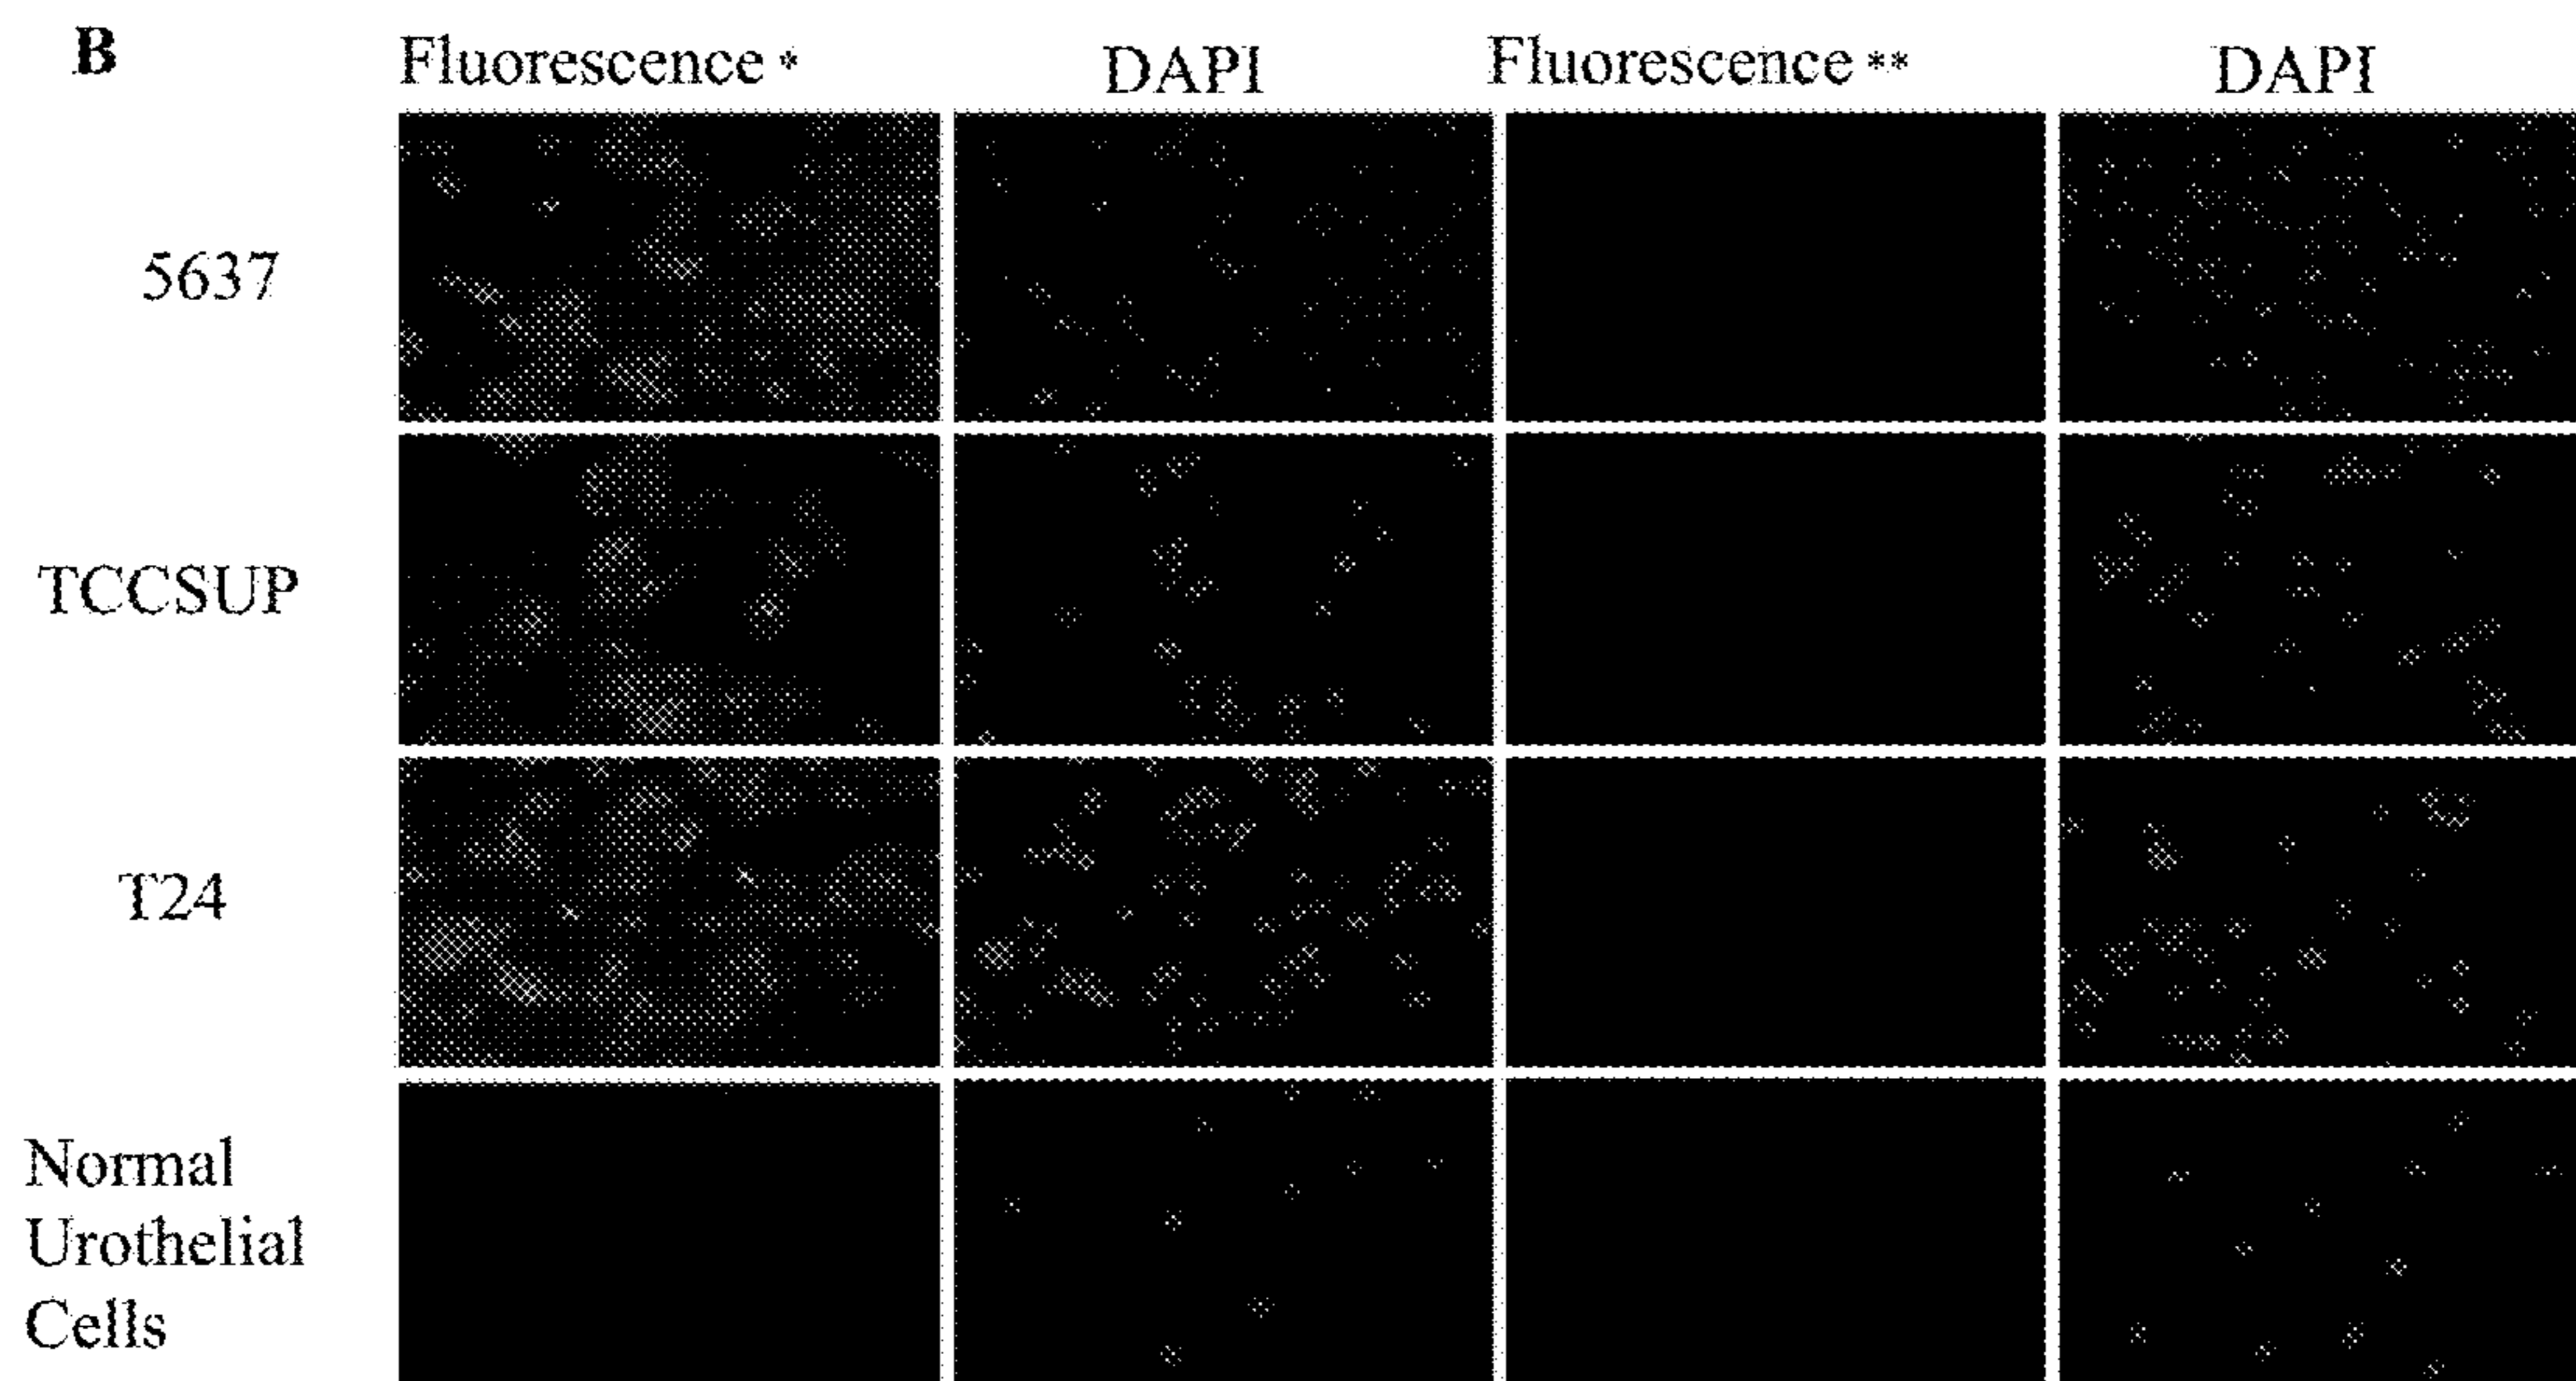 B
Fluorescence *
DAPI
Fluorescence **
DAPI
5637
TCCSUP
T24
Normal
Urothelial
Cells